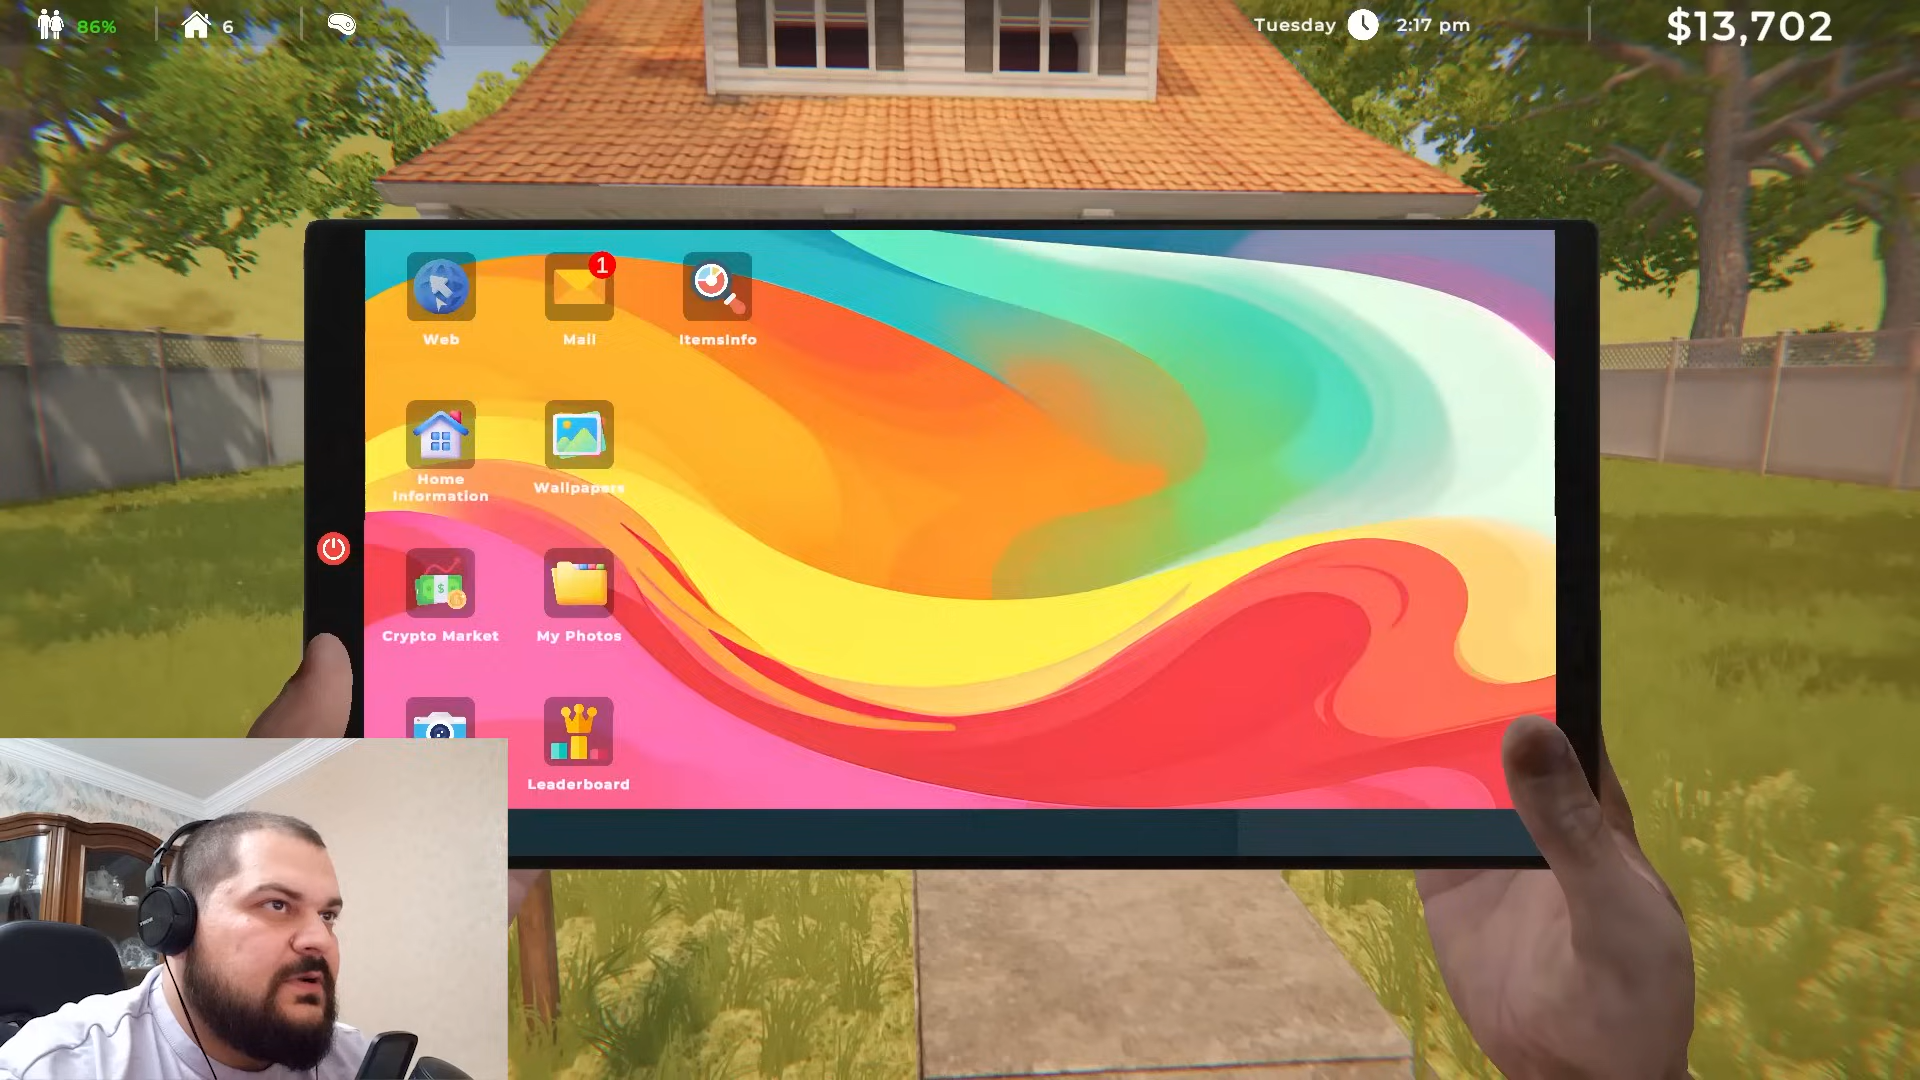 86%
6
Tuesday
2:17 pm
$13,702
1
Web
Mail
ItemsInfo
Home
Information
Wallpapers
Crypto Market
My Photos
Leaderboard